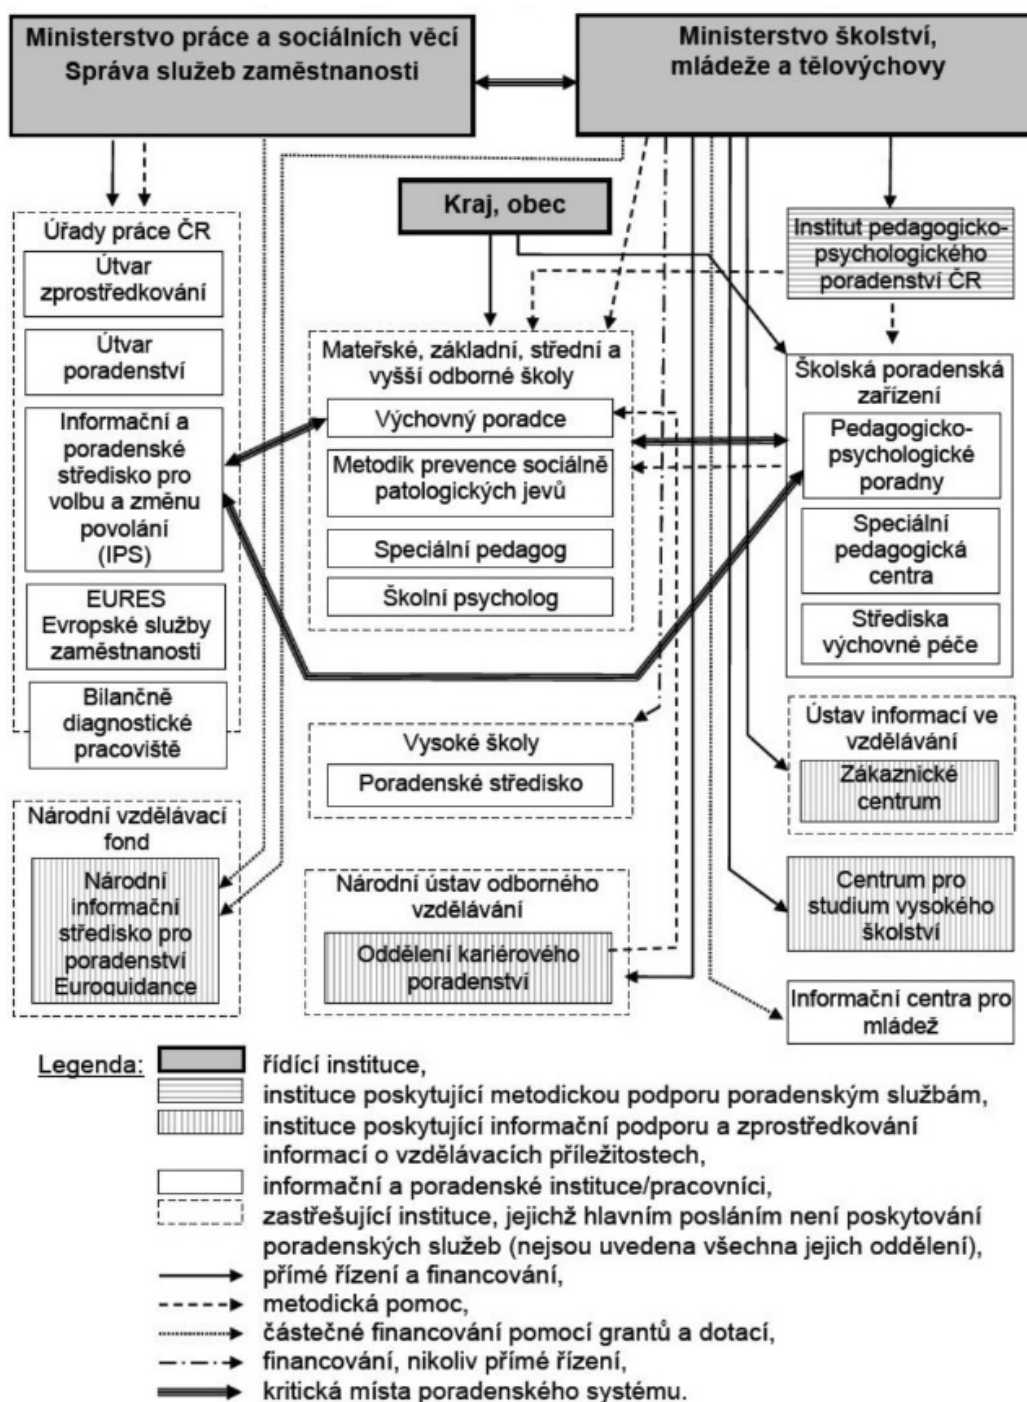 Ministerstvo práce a sociálních věcí
Správa služeb zaměstnanosti
Ministerstvo školství,
mládeže a tělovýchovy
Kraj, obec
Úřady práce ČR
Útvar
zprostředkování
Útvar
poradenství
Informační a
poradenské
středisko pro
volbu a změnu
povolání
(IPS)
EURES
Evropské služby
zaměstnanosti
Bilančně
diagnostické
pracoviště
Národní vzdělávací
fond
Národní
informační
středisko pro
poradenství
Euroguidance
Mateřské, základní, střední a
vyšší odborné školy
Výchovný poradce
Metodik prevence sociálně
patologických jevů
Speciální pedagog
Školní psycholog
Vysoké školy
Poradenské středisko
Národní ústav odborného
vzdělávání
Oddělení kariérového
poradenství
Institut pedagogicko-
psychologického
poradenství ČR
Školská poradenská
zařízení
Pedagogicko-
psychologické
poradny
Speciální
pedagogická
centra
Střediska
výchovné péče
Ústav informací ve
vzdělávání
Zákaznické
centrum
Centrum pro
studium vysokého
školství
Informační centra pro
mládež
Legenda:
řídící instituce,
instituce poskytující metodickou podporu poradenským službám,
instituce poskytující informační podporu a zprostředkování
informací o vzdělávacích příležitostech,
informační a poradenské instituce/pracovníci,
zastřešující instituce, jejichž hlavním posláním není poskytování
poradenských služeb (nejsou uvedena všechna jejich oddělení),
přímé řízení a financování,
metodická pomoc,
částečné financování pomocí grantů a dotací,
financování, nikoliv přímé řízení,
kritická místa poradenského systému.